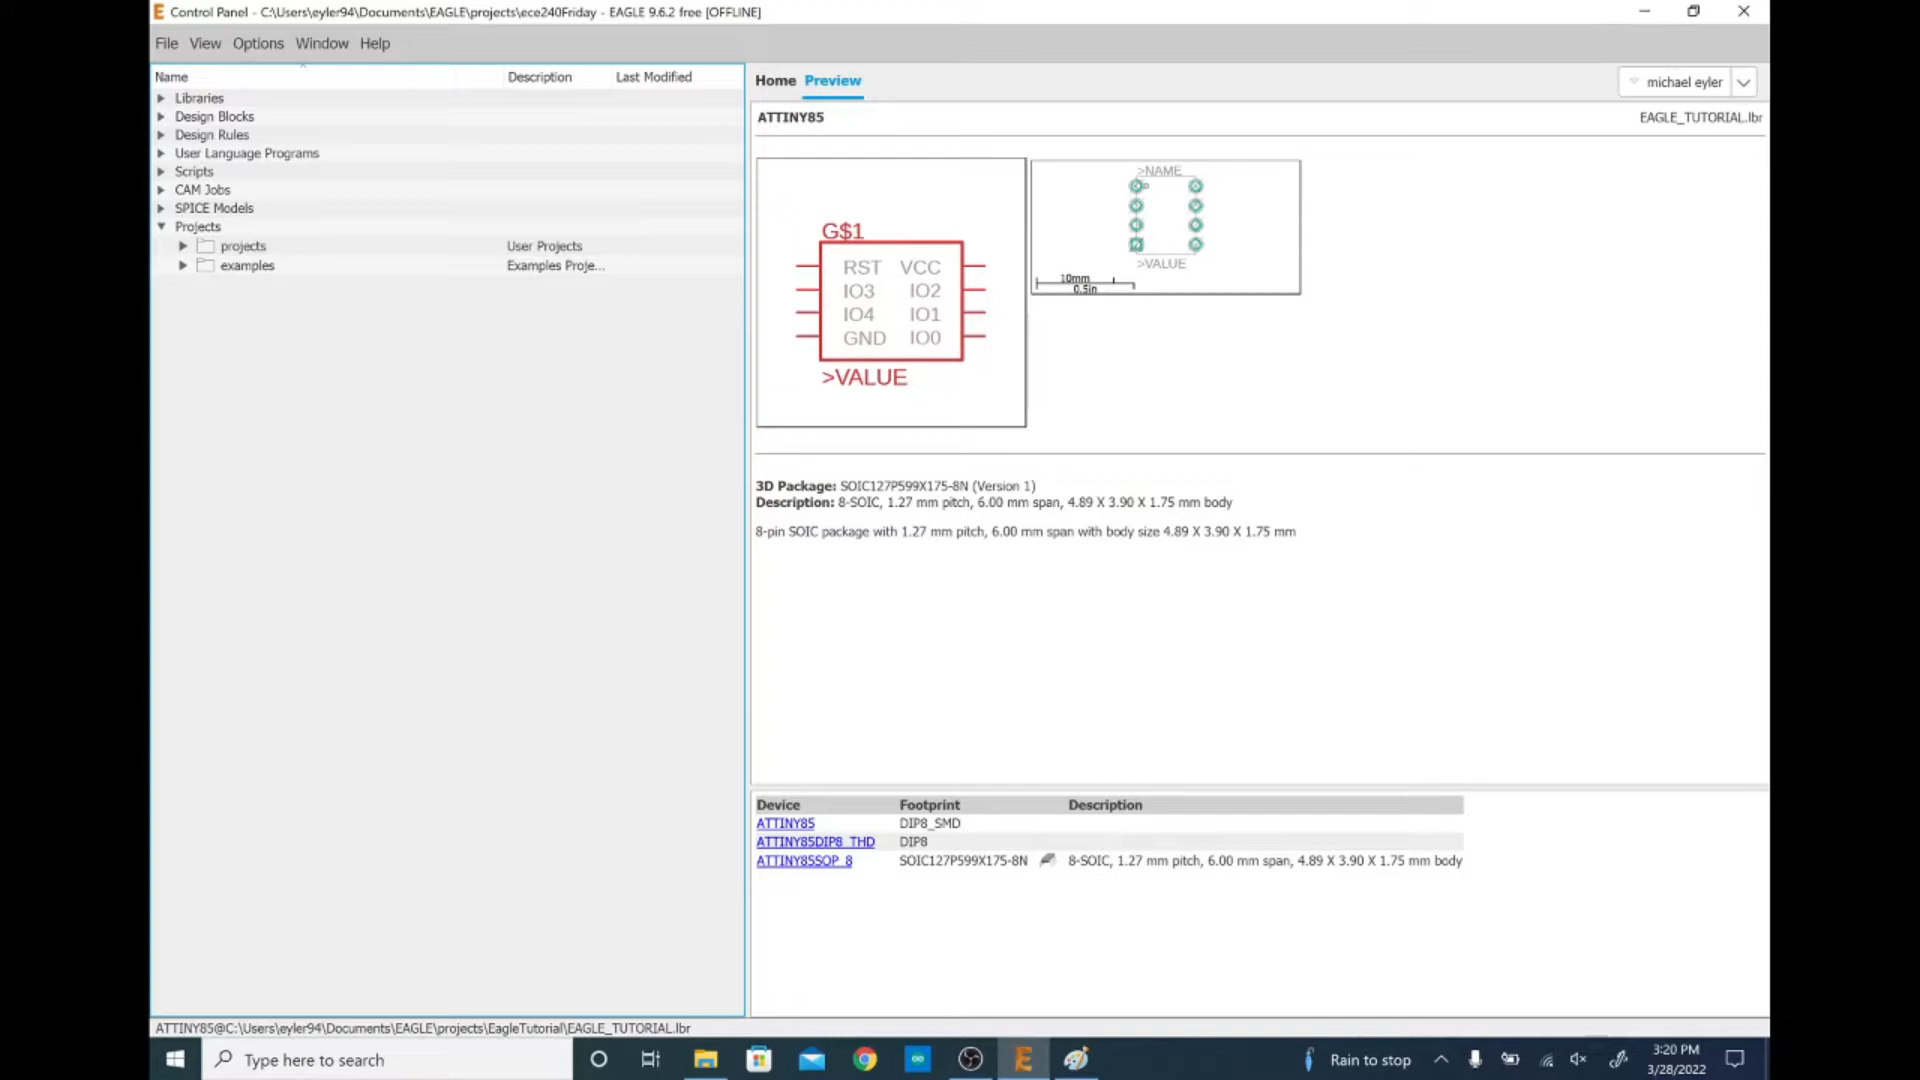 Control Panel - C:\Users\eyler94\Documents\EAGLE\projects\ece240Friday - EAGLE 9.6.2 free [OFFLINE]
File View Options Window Help
Name Description Last Modified
Libraries
Design Blocks
Design Rules
User Language Programs
Scripts
CAM Jobs
SPICE Models
Projects
projects User Projects
examples Examples Proje...
Home Preview
michael eyler
ATTINY85 EAGLE_TUTORIAL.lbr
G$1
RST VCC
IO3 IO2
IO4 IO1
GND IO0
>VALUE
>NAME
>VALUE
10mm
0.5in
3D Package: SOIC127P599X175-8N (Version 1)
Description: 8-SOIC, 1.27 mm pitch, 6.00 mm span, 4.89 X 3.90 X 1.75 mm body
8-pin SOIC package with 1.27 mm pitch, 6.00 mm span with body size 4.89 X 3.90 X 1.75 mm
Device Footprint Description
ATTINY85 DIP8_SMD
ATTINY85DIP8_THD DIP8
ATTINY85SOP_8 SOIC127P599X175-8N 8-SOIC, 1.27 mm pitch, 6.00 mm span, 4.89 X 3.90 X 1.75 mm body
ATTINY85@C:\Users\eyler94\Documents\EAGLE\projects\EagleTutorial\EAGLE_TUTORIAL.lbr
Type here to search
Rain to stop
3:20 PM
3/28/2022